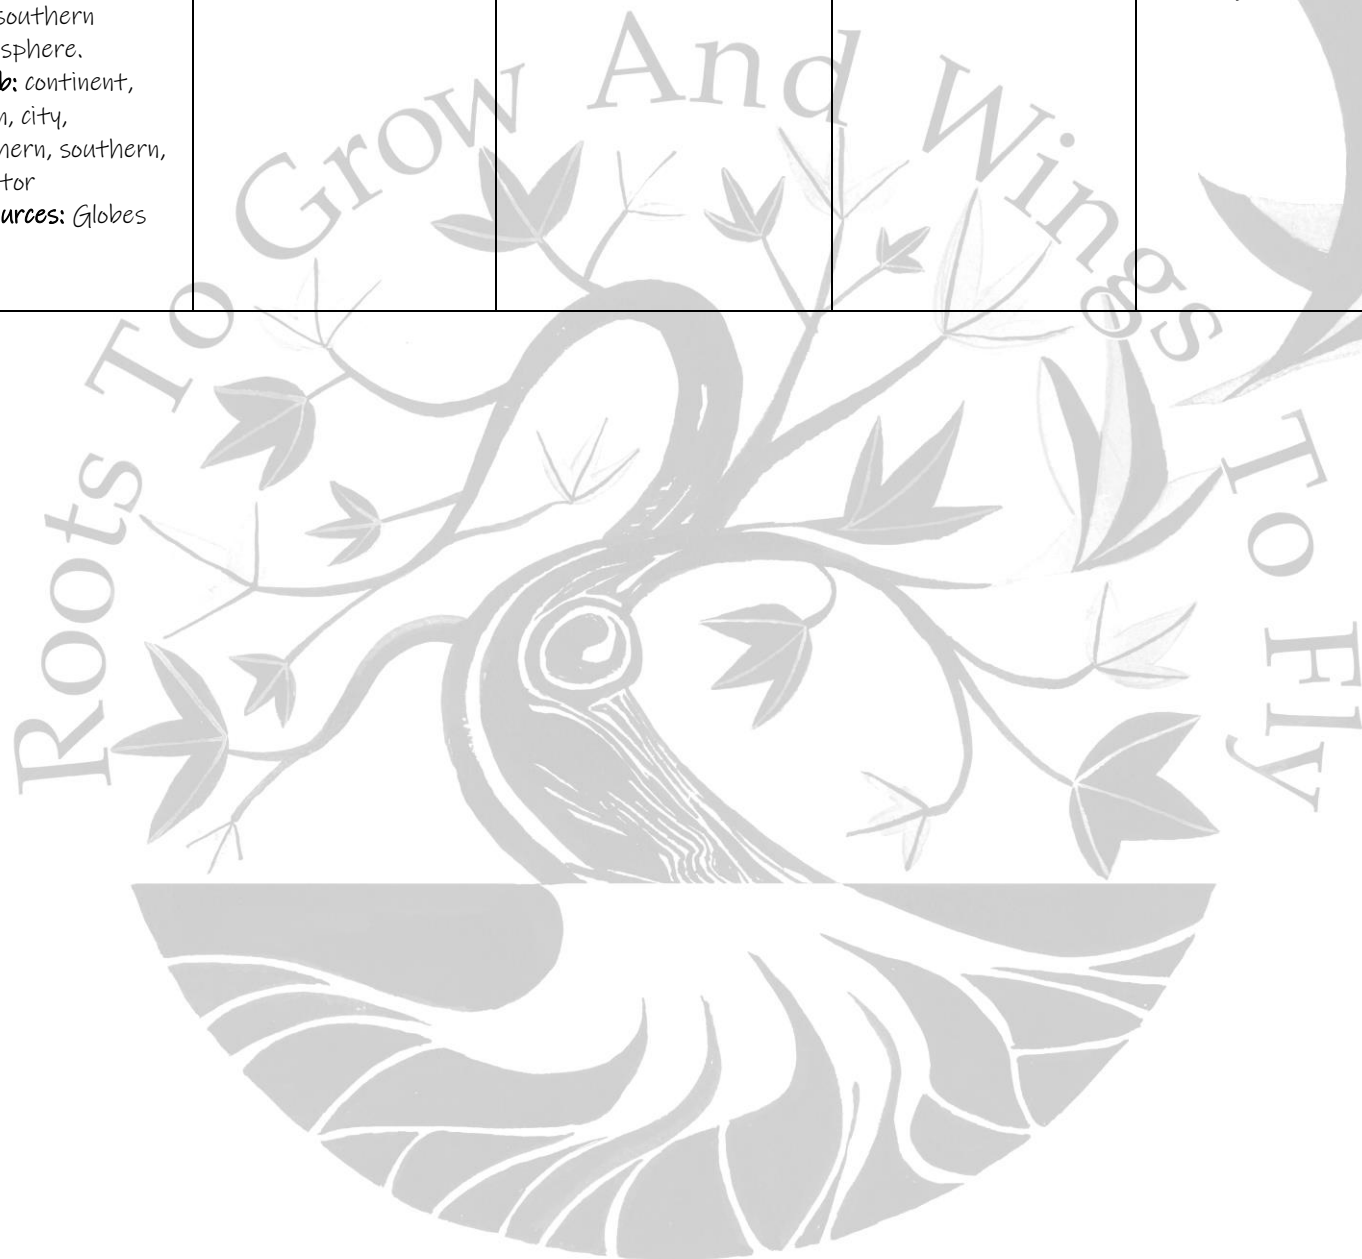 southern
sphere.
b: continent,
n, city,
hern, southern,
tor
urces: Globes
Roots To Grow And Wings To Fly